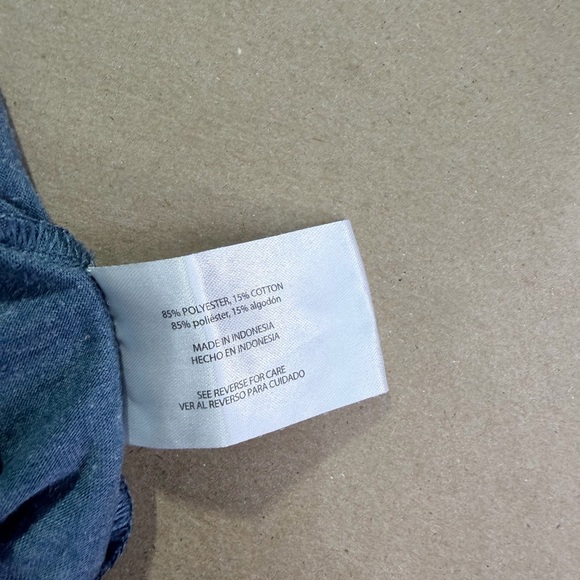 85% POLYESTER, 15% COTTON
85% poliéster, 15% algodón
MADE IN INDONESIA
HECHO EN INDONESIA
SEE REVERSE FOR CARE
VER AL REVERSO PARA CUIDADO